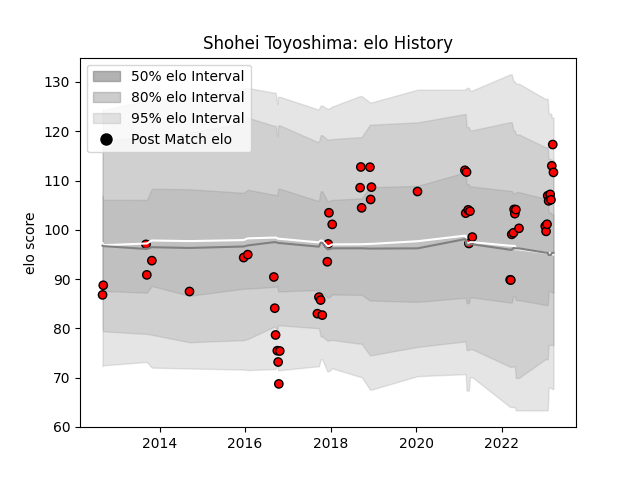 Shohei Toyoshima: elo History
50% elo Interval
80% elo Interval
95% elo Interval
Post Match elo
elo score
130
120
110
100
90
80
70
60
2014
2016
2018
2020
2022